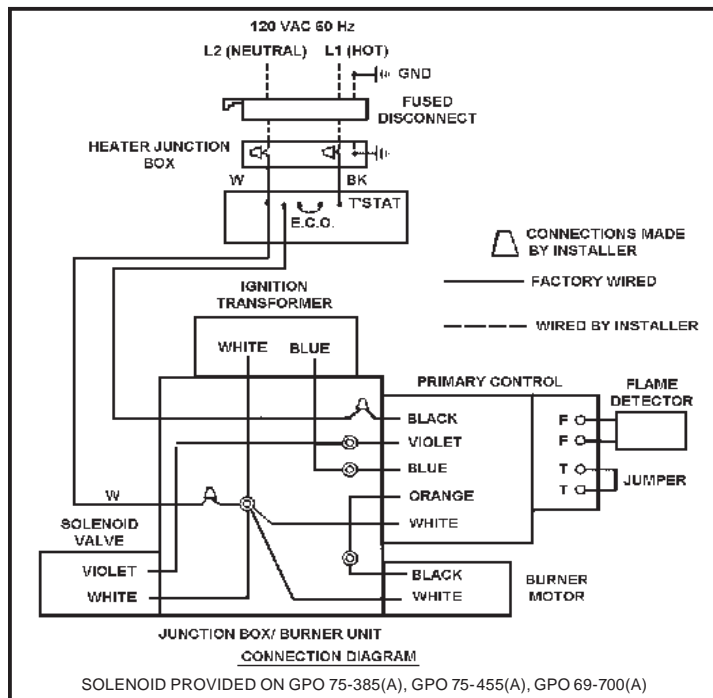 120 VAC 60 Hz
L2 (NEUTRAL) L1 (HOT)
GND
FUSED
DISCONNECT
HEATER JUNCTION
BOX
W BK
T'STAT
E.C.O.
CONNECTIONS MADE
BY INSTALLER
FACTORY WIRED
WIRED BY INSTALLER
IGNITION
TRANSFORMER
WHITE BLUE
PRIMARY CONTROL
FLAME
DETECTOR
BLACK
VIOLET
BLUE
ORANGE
WHITE
F
F
T
T
JUMPER
W
SOLENOID
VALVE
VIOLET
WHITE
BLACK
WHITE
BURNER
MOTOR
JUNCTION BOX/ BURNER UNIT
CONNECTION DIAGRAM
SOLENOID PROVIDED ON GPO 75-385(A), GPO 75-455(A), GPO 69-700(A)